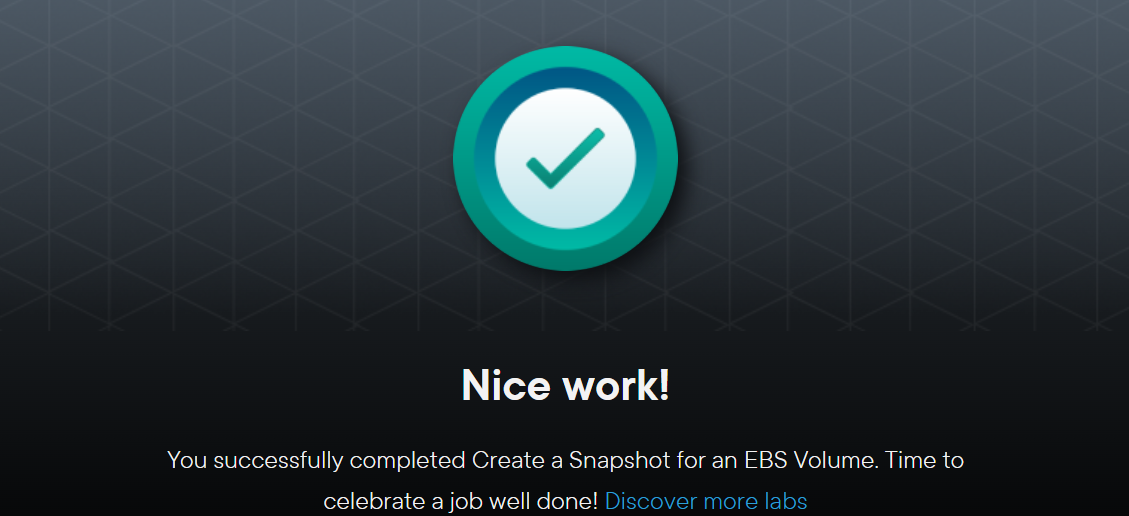 Nice work!
You successfully completed Create a Snapshot for an EBS Volume. Time to
celebrate a job well done! Discover more labs